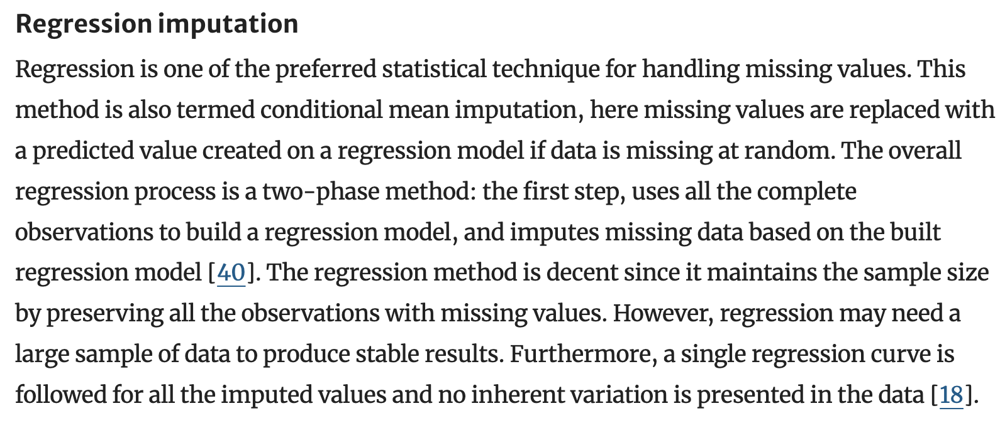 Regression imputation
Regression is one of the preferred statistical technique for handling missing values. This
method is also termed conditional mean imputation, here missing values are replaced with
a predicted value created on a regression model if data is missing at random. The overall
regression process is a two-phase method: the first step, uses all the complete
observations to build a regression model, and imputes missing data based on the built
regression model [40]. The regression method is decent since it maintains the sample size
by preserving all the observations with missing values. However, regression may need a
large sample of data to produce stable results. Furthermore, a single regression curve is
followed for all the imputed values and no inherent variation is presented in the data [18].